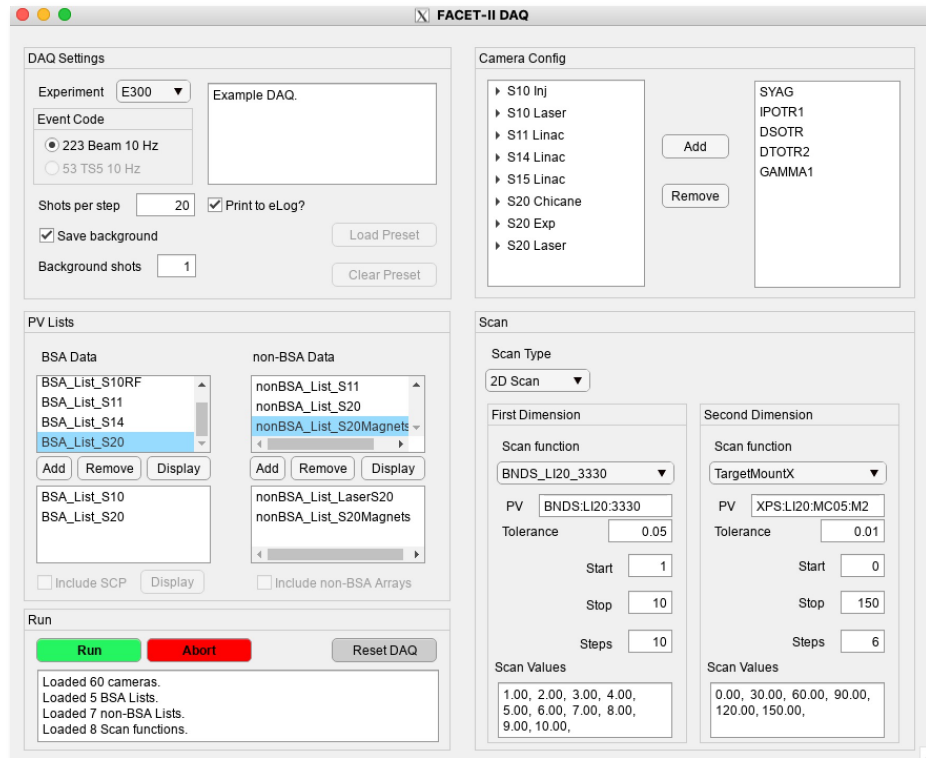 X FACET-II DAQ
DAQ Settings
Experiment E300
Example DAQ.
Event Code
223 Beam 10 Hz
53 TS5 10 Hz
Shots per step 20 Print to eLog?
Save background
Load Preset
Background shots 1
Clear Preset
Camera Config
S10 Inj
S10 Laser
S11 Linac
S14 Linac
S15 Linac
S20 Chicane
S20 Exp
S20 Laser
Add
Remove
SYAG
IPOTR1
DSOTR
DTOTR2
GAMMA1
PV Lists
BSA Data
BSA_List_S10RF
BSA_List_S11
BSA_List_S14
BSA_List_S20
Add Remove Display
BSA_List_S10
BSA_List_S20
Include SCP Display
non-BSA Data
nonBSA_List_S11
nonBSA_List_S20
nonBSA_List_S20Magnets
Add Remove Display
nonBSA_List_LaserS20
nonBSA_List_S20Magnets
Include non-BSA Arrays
Scan
Scan Type
2D Scan
First Dimension
Scan function
BNDS_LI20_3330
PV BNDS:LI20:3330
Tolerance 0.05
Start 1
Stop 10
Steps 10
Scan Values
1.00, 2.00, 3.00, 4.00,
5.00, 6.00, 7.00, 8.00,
9.00, 10.00,
Second Dimension
Scan function
TargetMountX
PV XPS:LI20:MC05:M2
Tolerance 0.01
Start 0
Stop 150
Steps 6
Scan Values
0.00, 30.00, 60.00, 90.00,
120.00, 150.00,
Run
Run Abort Reset DAQ
Loaded 60 cameras.
Loaded 5 BSA Lists.
Loaded 7 non-BSA Lists.
Loaded 8 Scan functions.